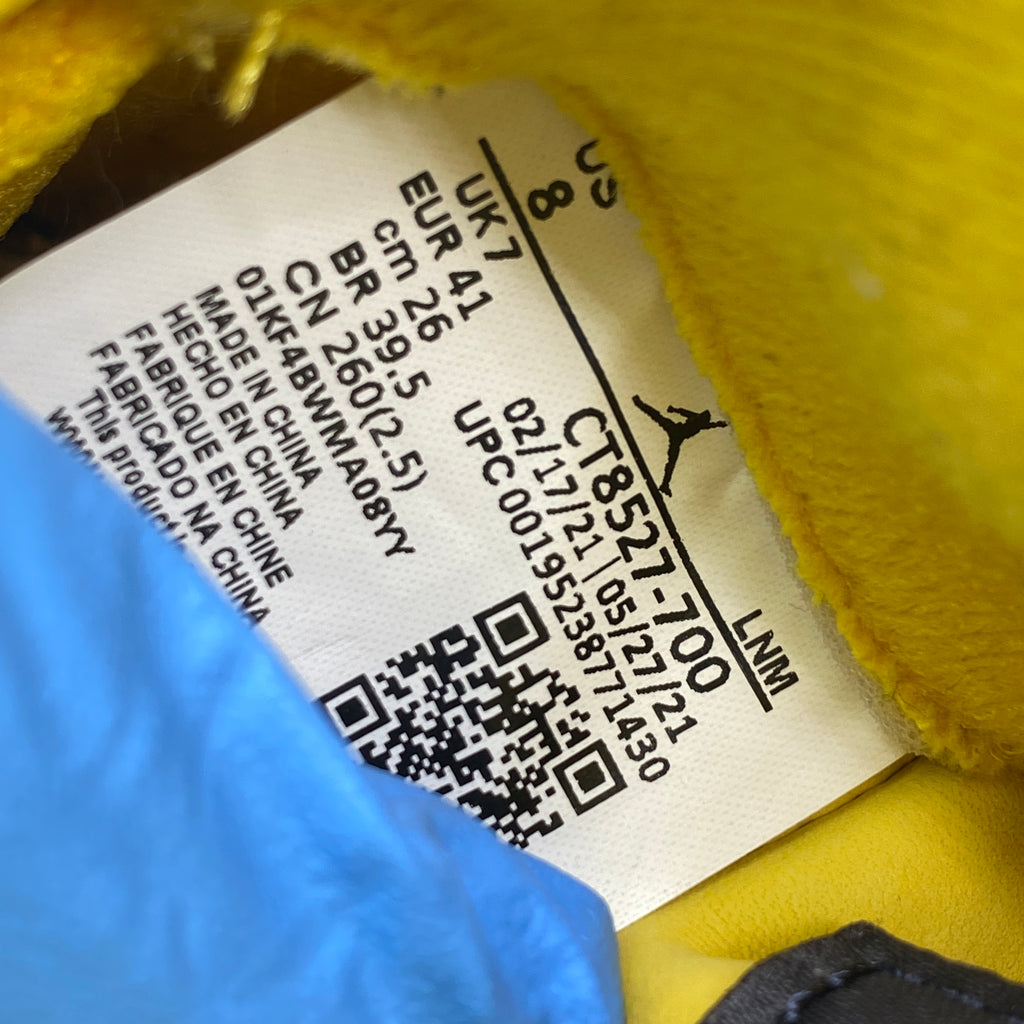 US
8
UK 7
EUR 41
cm 26
BR 39.5
CN 260(2.5)
01KF4BWMA08YY
MADE IN CHINA
HECHO EN CHINA
FABRIQUE EN CHINE
FABRICADO NA CHINA
This product
LNM
CT8527-700
02/17/21 | 05/27/21
UPC 00195238771430